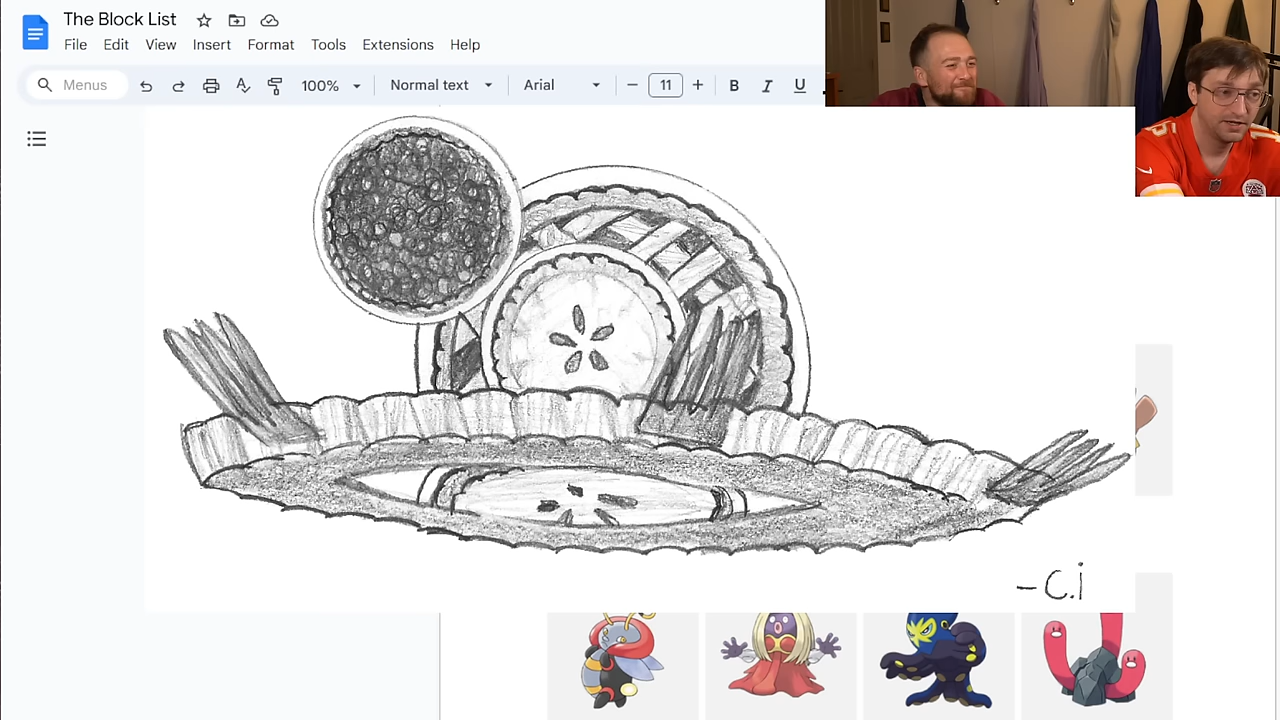 The Block List
File Edit View Insert Format Tools Extensions Help
Menus 100% Normal text Arial 11 B I U
- C.i